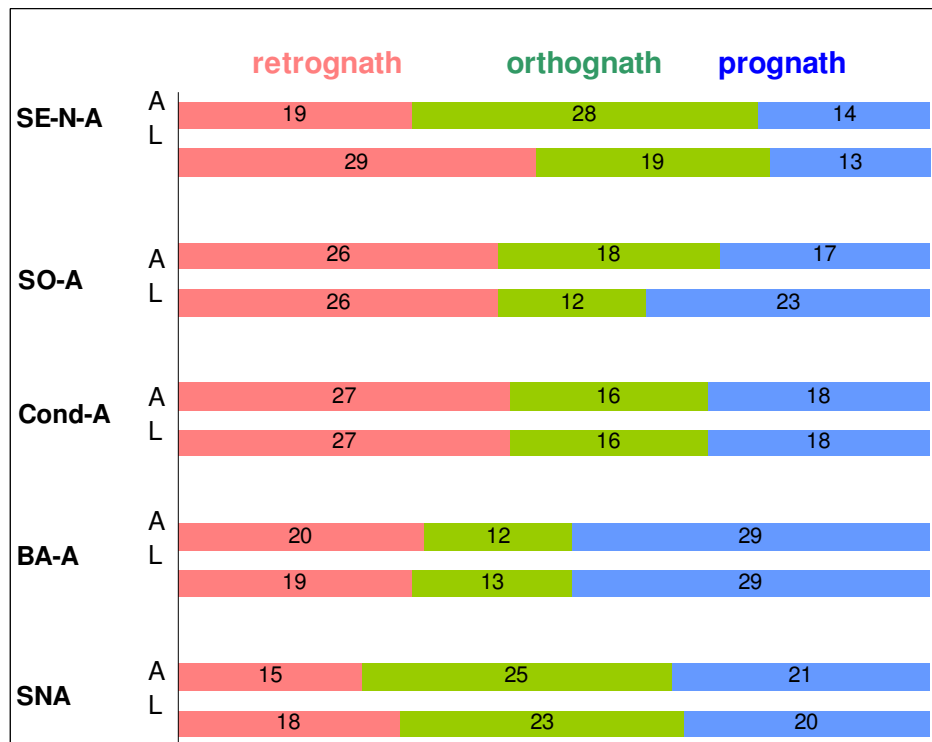 retrognath orthognath prognath
SE-N-A A 19 28 14
L 29 19 13
SO-A A 26 18 17
L 26 12 23
Cond-A A 27 16 18
L 27 16 18
BA-A A 20 12 29
L 19 13 29
SNA A 15 25 21
L 18 23 20